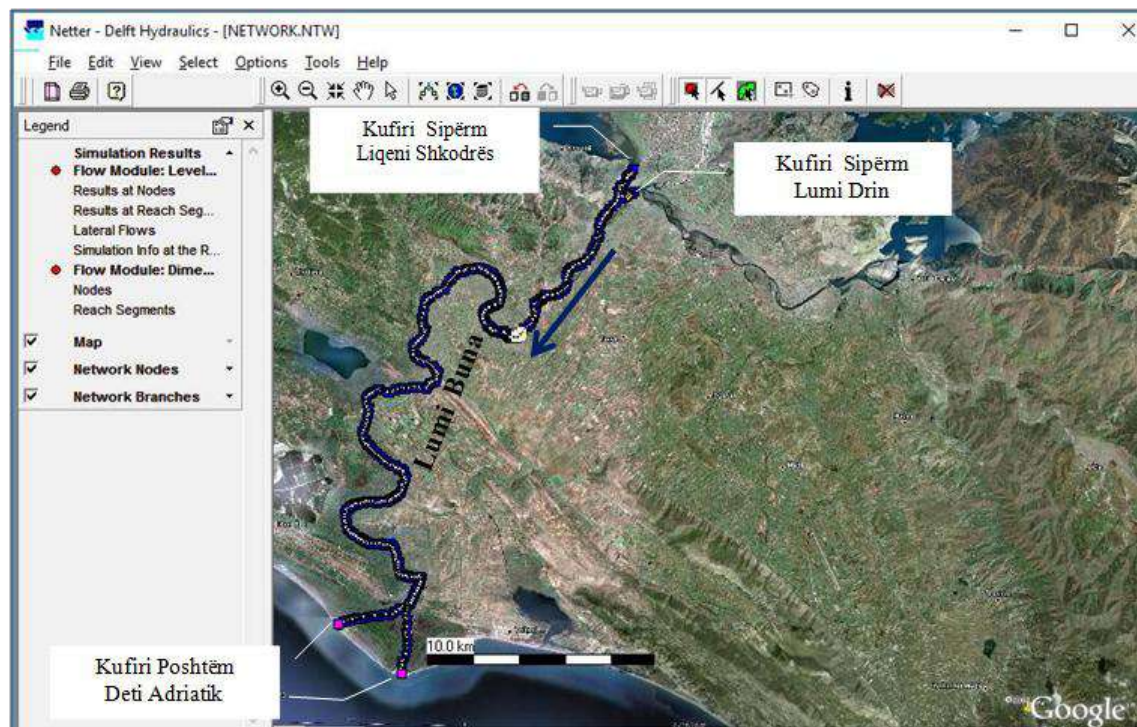 Netter - Delft Hydraulics - [NETWORK.NTW]
File Edit View Select Options Tools Help
Legend
Simulation Results
Flow Module: Level...
Results at Nodes
Results at Reach Seg...
Lateral Flows
Simulation Info at the R...
Flow Module: Dime...
Nodes
Reach Segments
Map
Network Nodes
Network Branches
Kufiri Sipërm
Liqeni Shkodrës
Kufiri Sipërm
Lumi Drin
Lumi Buna
10.0 km
Kufiri Poshtëm
Deti Adriatik
Google